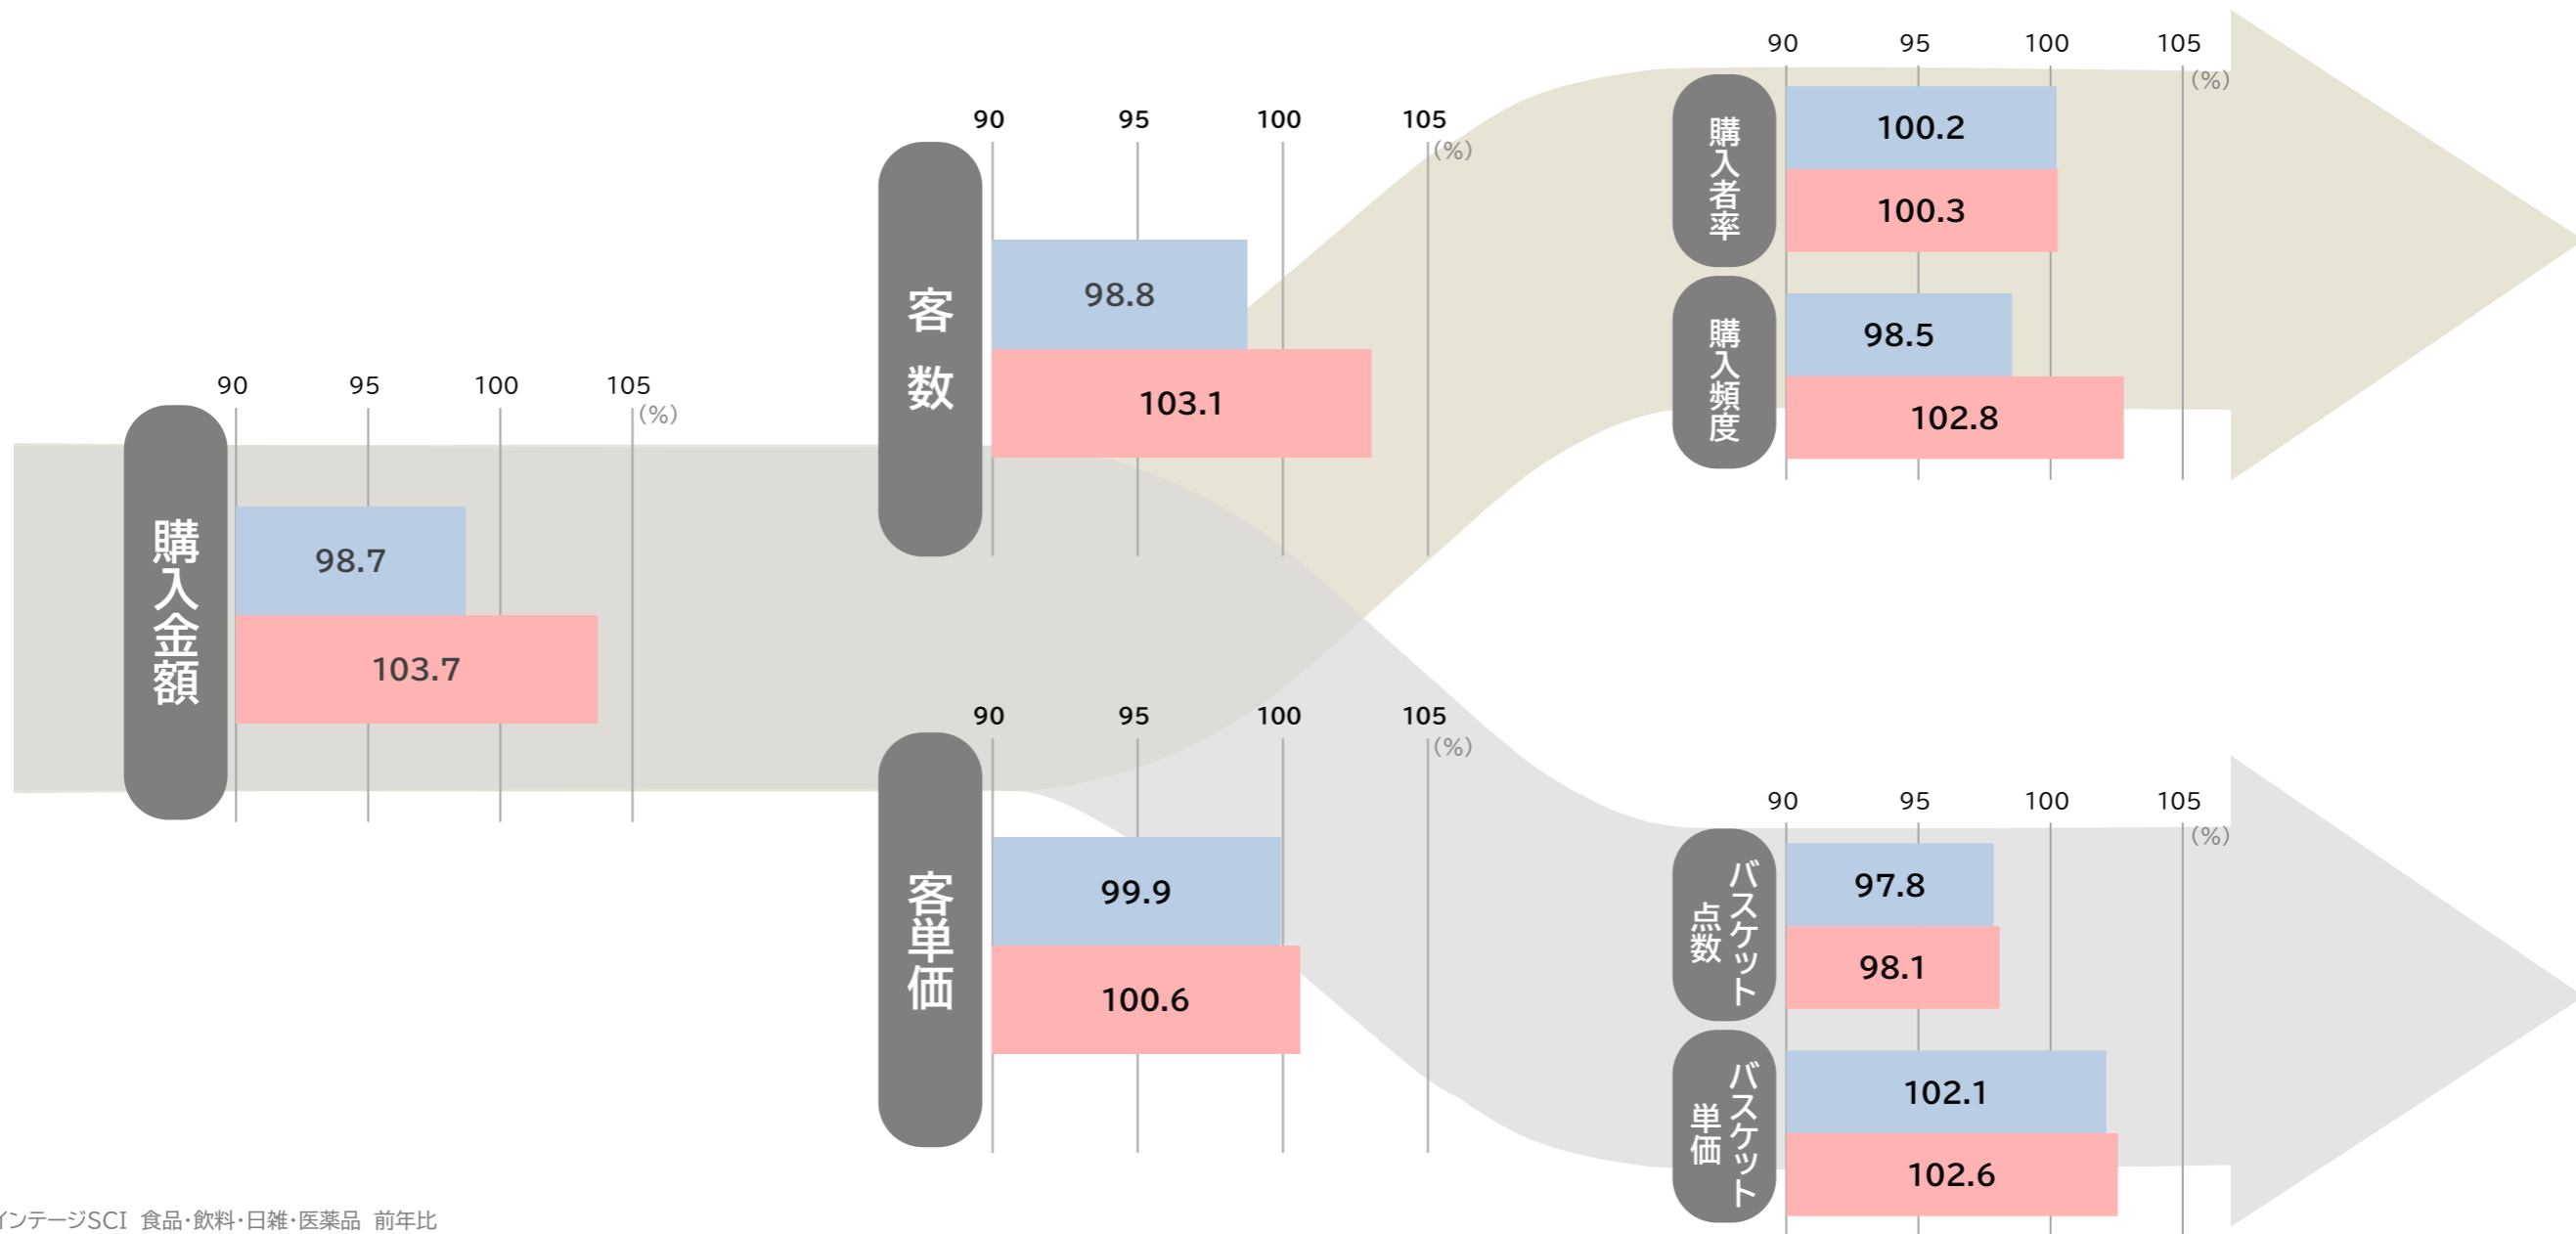 90 95 100 105
(%)
購入金額
98.7
103.7
90 95 100 105
(%)
客 数
98.8
103.1
90 95 100 105
(%)
客単価
99.9
100.6
90 95 100 105
(%)
購入者率
100.2
100.3
購入頻度
98.5
102.8
90 95 100 105
(%)
バスケット
点数
97.8
98.1
バスケット
単価
102.1
102.6
インテージSCI 食品・飲料・日雑・医薬品 前年比